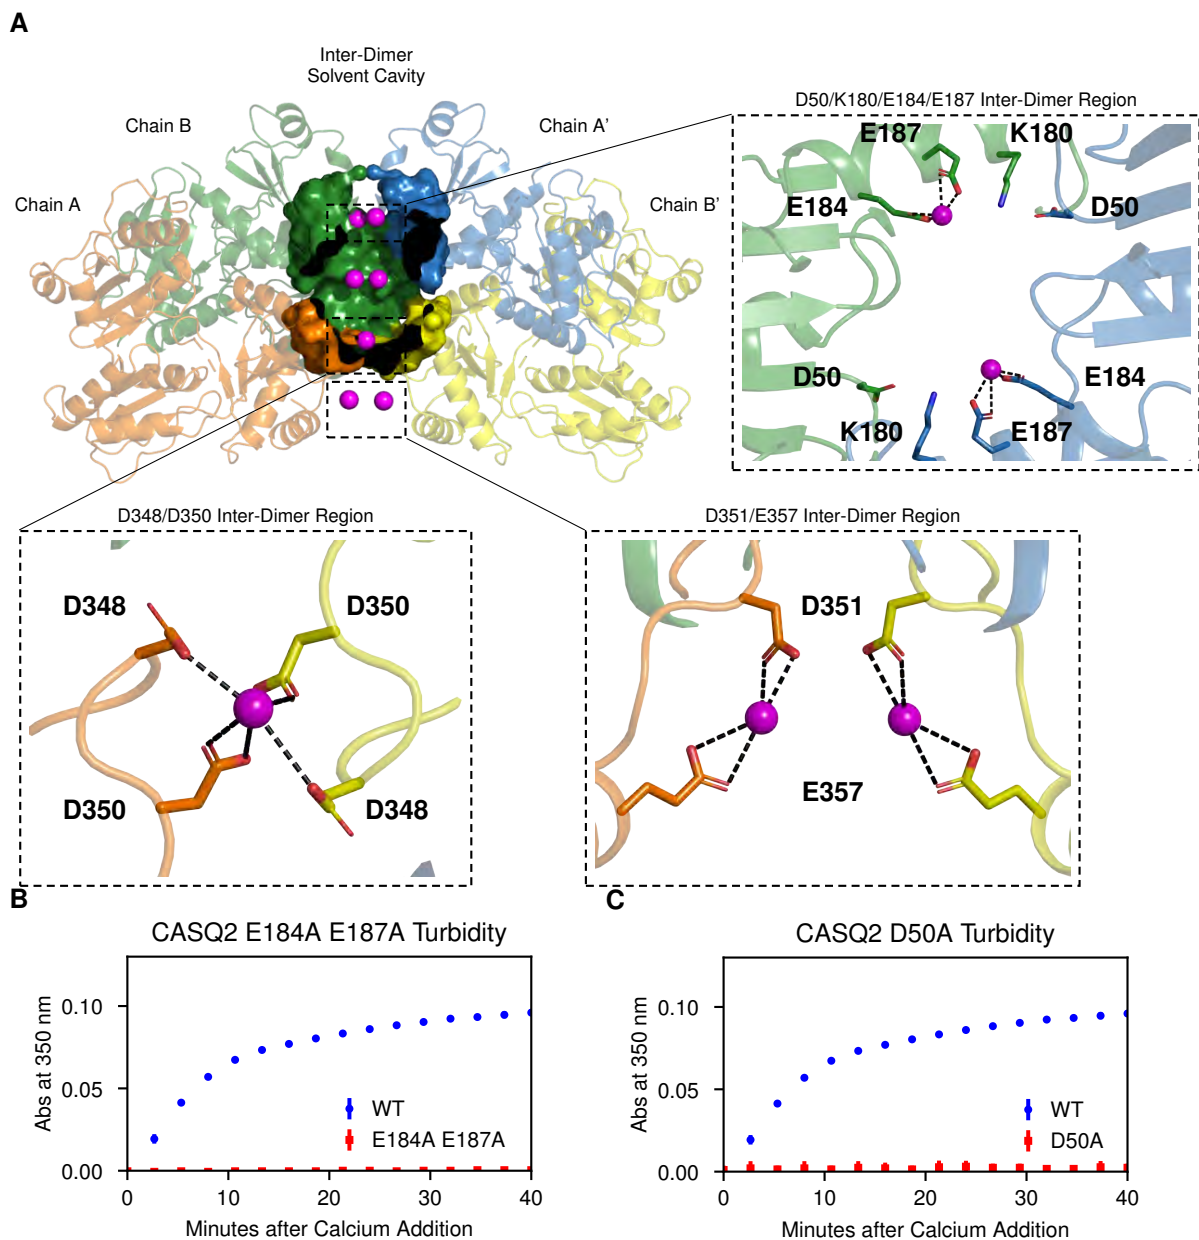 A
Inter-Dimer
Solvent Cavity
Chain B
Chain A'
Chain A
Chain B'
D50/K180/E184/E187 Inter-Dimer Region
E187
K180
E184
D50
D50
E184
K180
E187
D348/D350 Inter-Dimer Region
D348
D350
D350
D348
D351/E357 Inter-Dimer Region
D351
E357
B
CASQ2 E184A E187A Turbidity
Abs at 350 nm
0.10
0.05
0.00
WT
E184A E187A
0
10
20
30
40
Minutes after Calcium Addition
C
CASQ2 D50A Turbidity
Abs at 350 nm
0.10
0.05
0.00
WT
D50A
0
10
20
30
40
Minutes after Calcium Addition